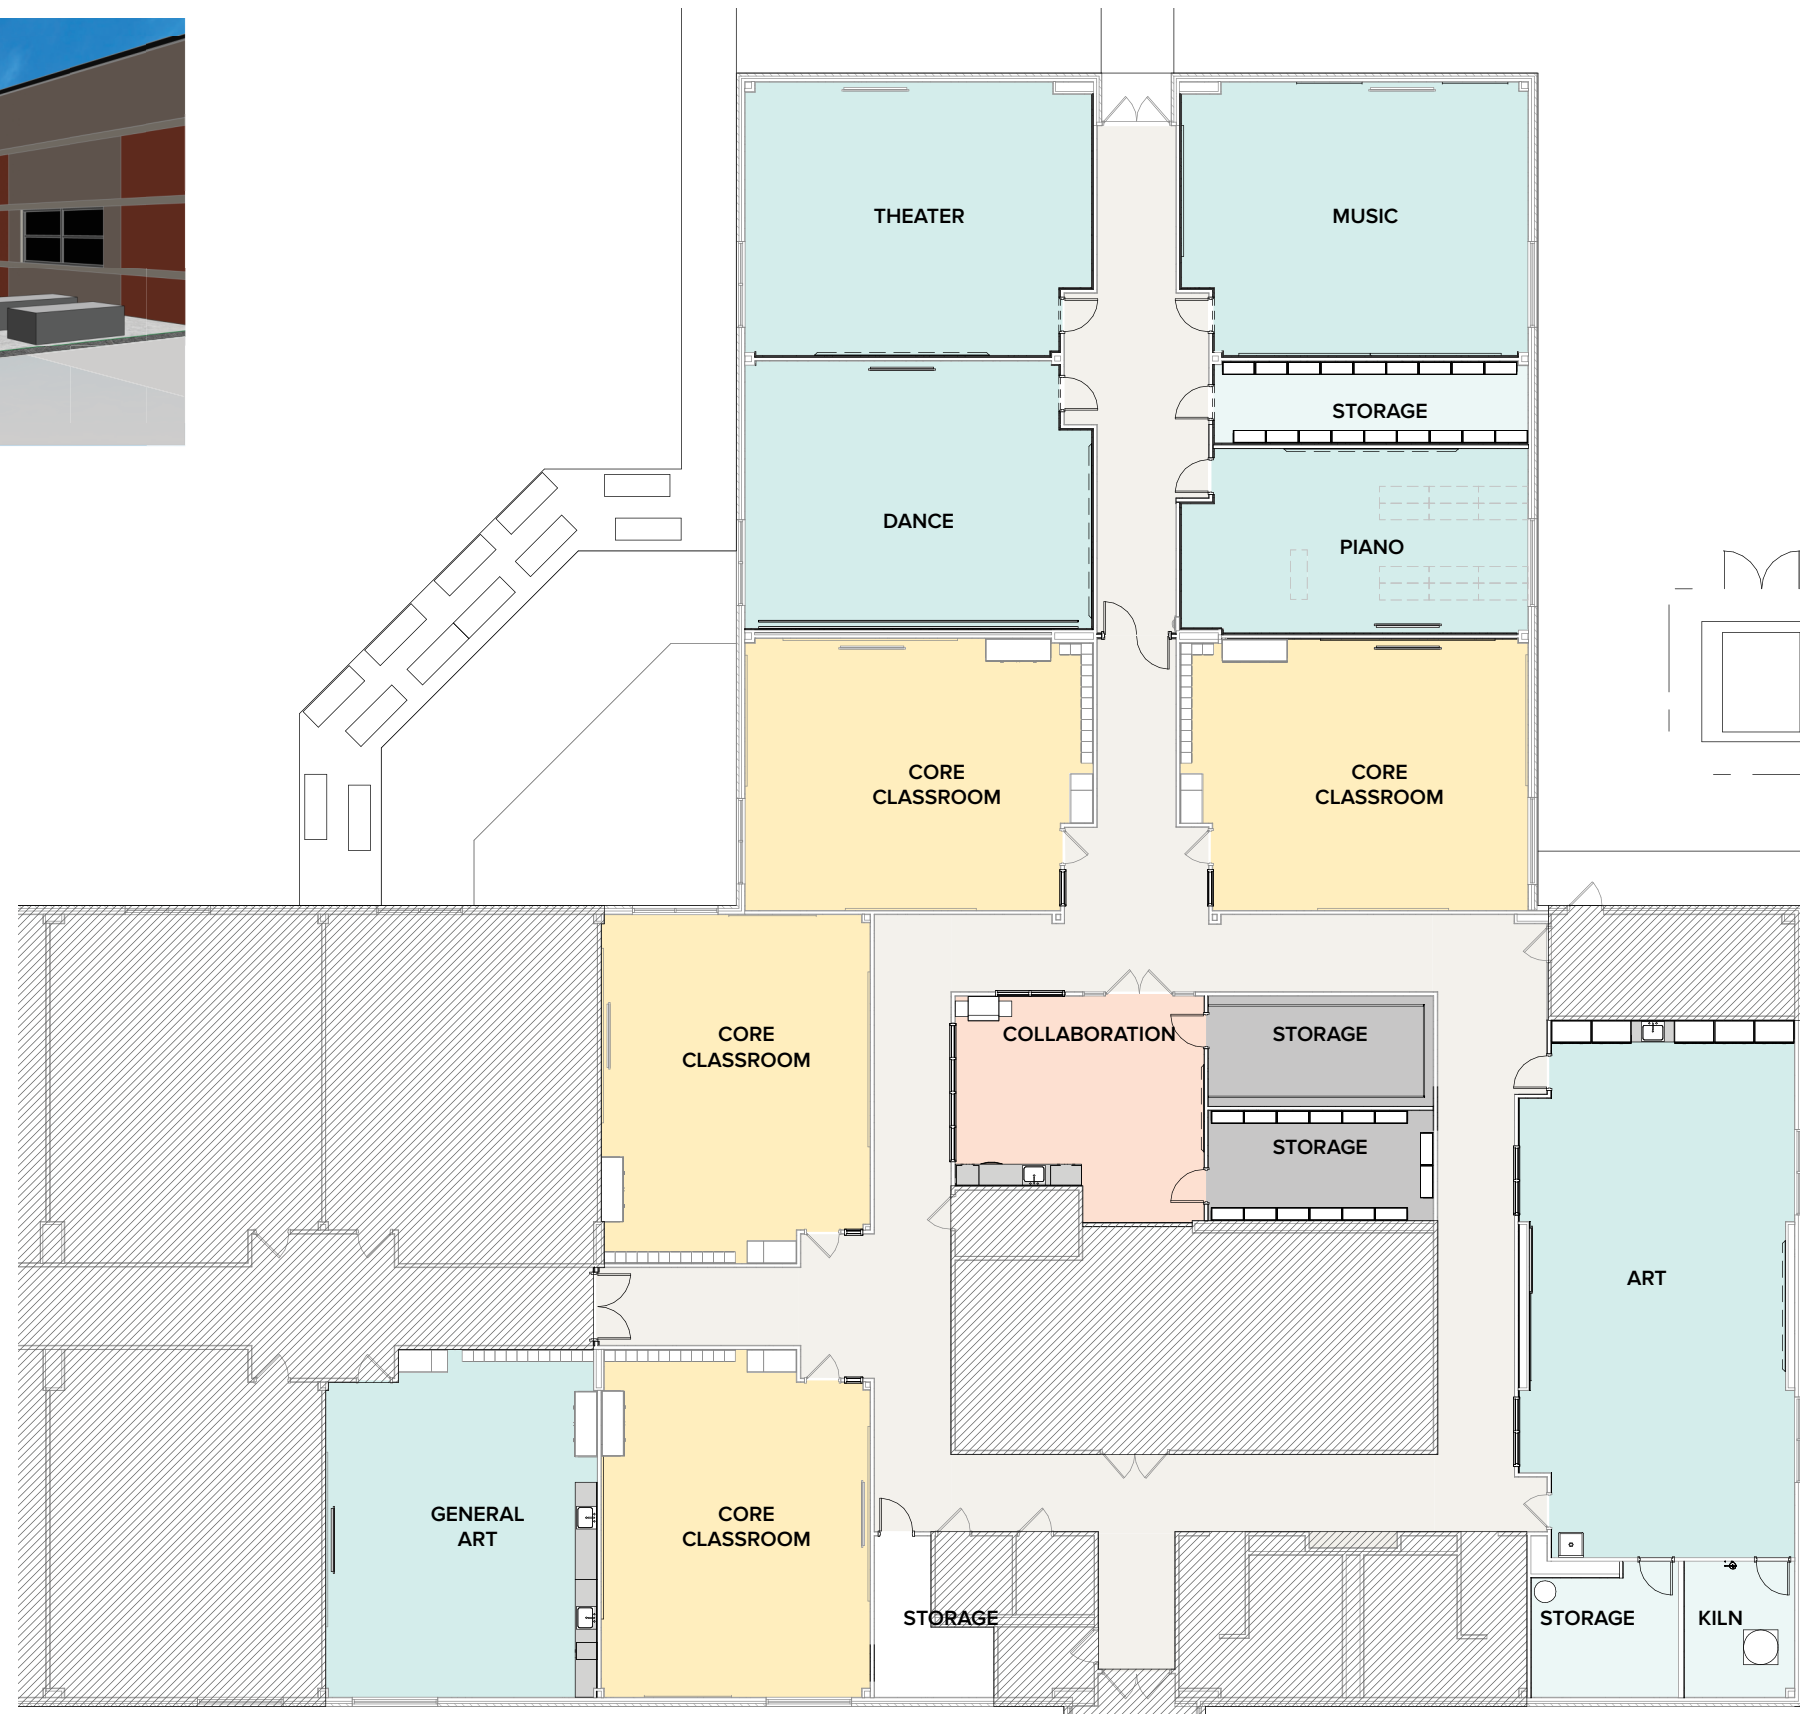 THEATER
MUSIC
STORAGE
DANCE
PIANO
CORE
CLASSROOM
CORE
CLASSROOM
CORE
CLASSROOM
COLLABORATION
STORAGE
STORAGE
ART
GENERAL
ART
CORE
CLASSROOM
STORAGE
STORAGE
KILN